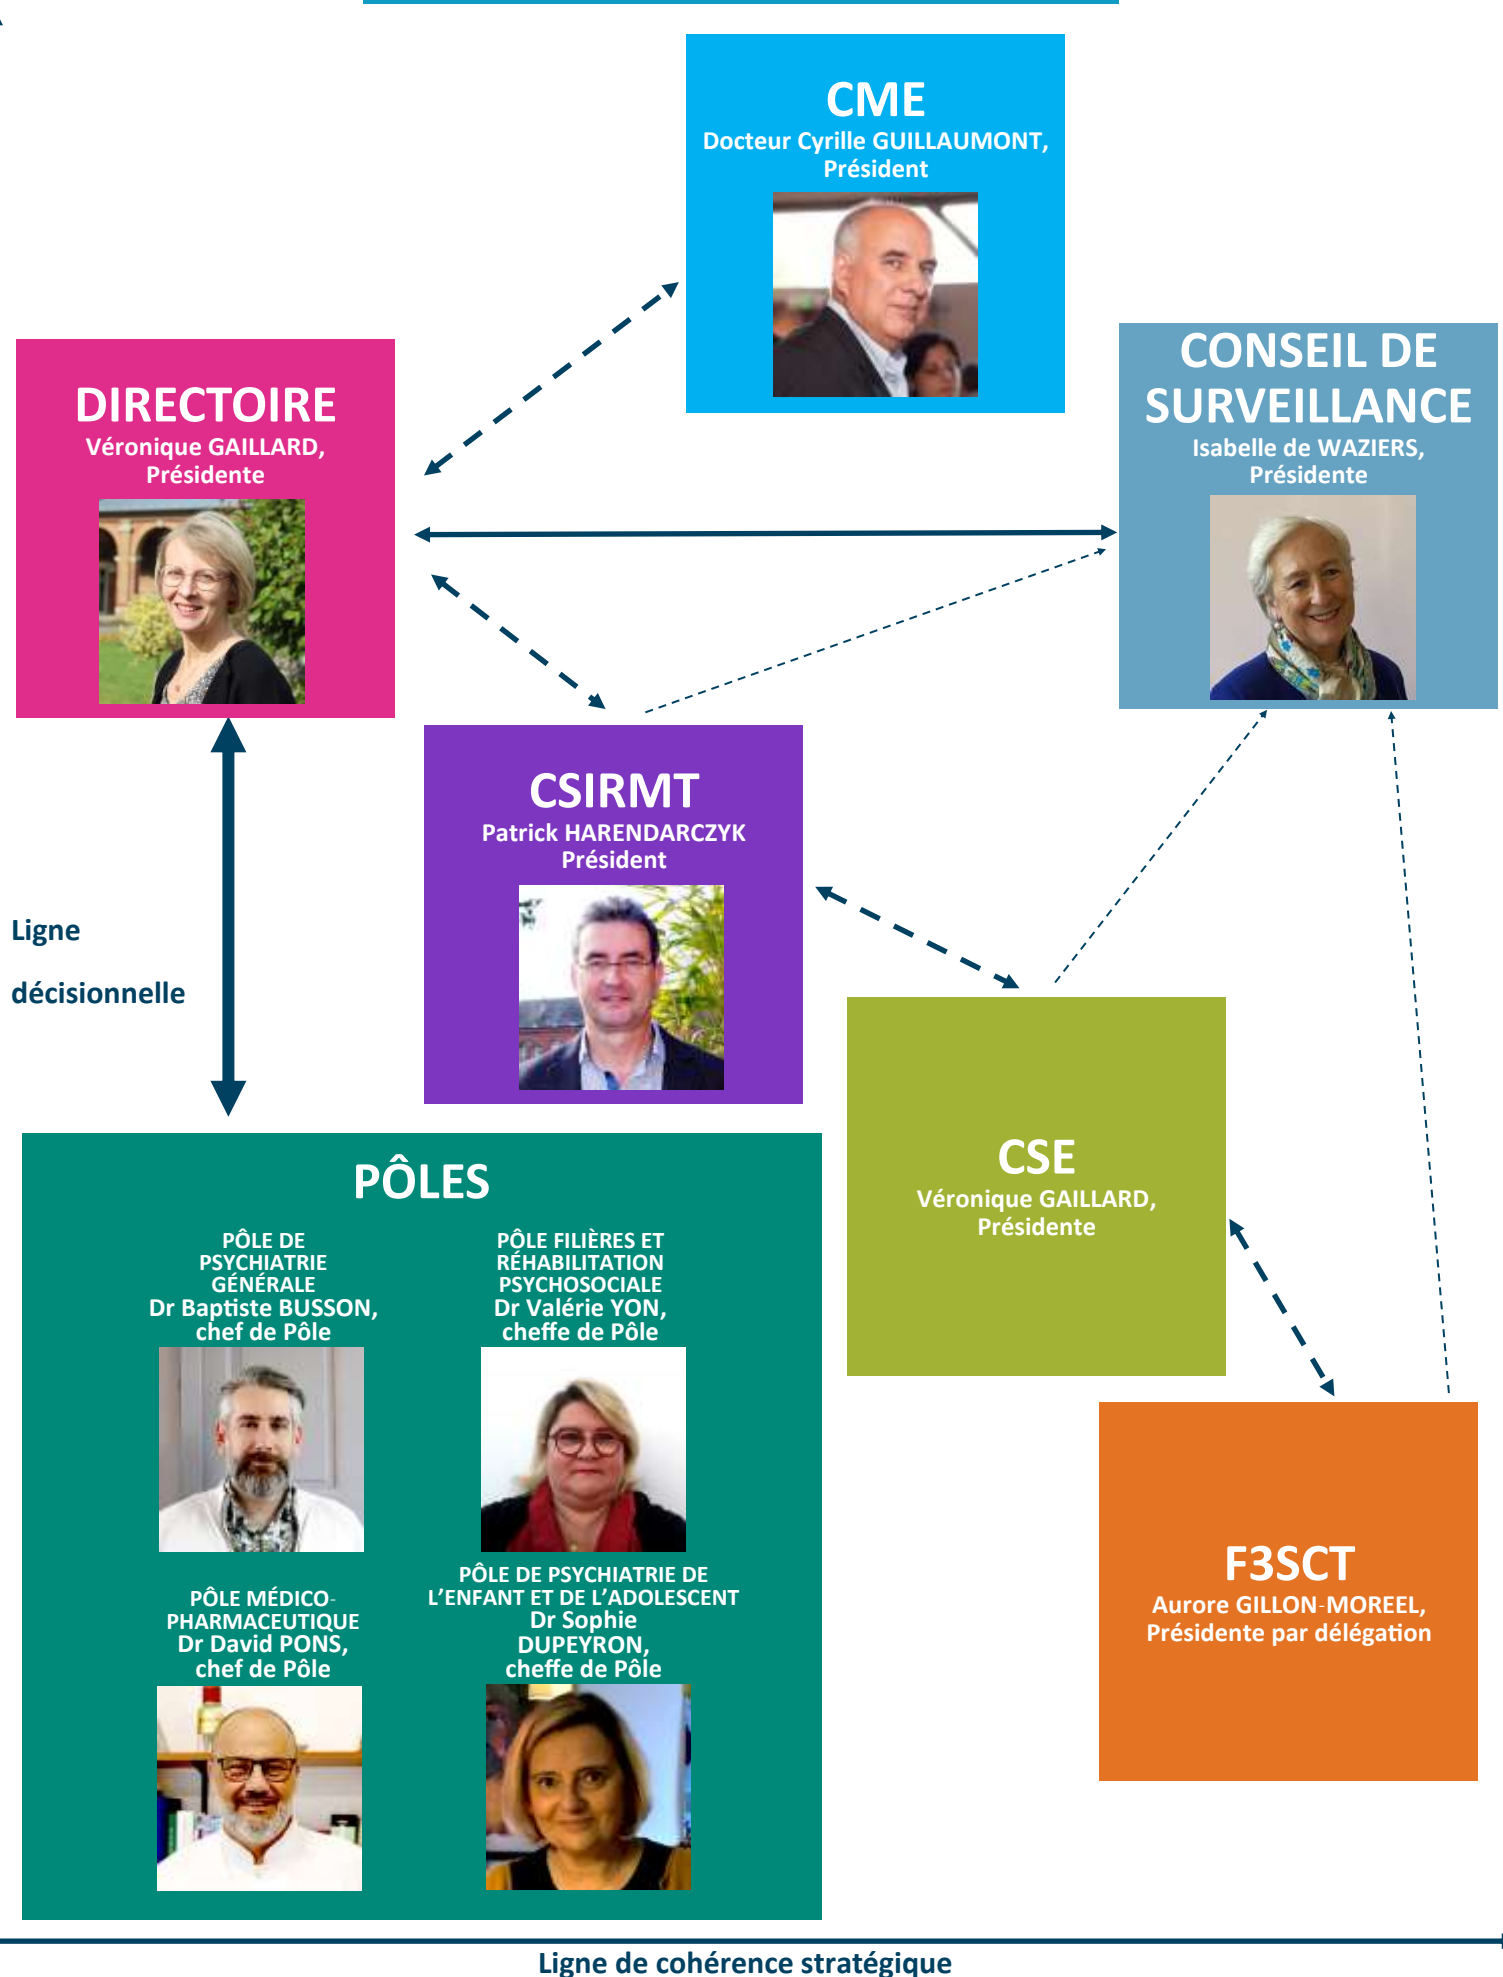 CME
Docteur Cyrille GUILLAUMONT,
Président
DIRECTOIRE
Véronique GAILLARD,
Présidente
CONSEIL DE
SURVEILLANCE
Isabelle de WAZIERS,
Présidente
CSIRMT
Patrick HARENDARCZYK
Président
Ligne
décisionnelle
CSE
Véronique GAILLARD,
Présidente
PÔLES
PÔLE DE
PSYCHIATRIE
GÉNÉRALE
Dr Baptiste BUSSON,
chef de Pôle
PÔLE FILIÈRES ET
RÉHABILITATION
PSYCHOSOCIALE
Dr Valérie YON,
cheffe de Pôle
PÔLE MÉDICO-
PHARMACEUTIQUE
Dr David PONS,
chef de Pôle
PÔLE DE PSYCHIATRIE DE
L’ENFANT ET DE L’ADOLESCENT
Dr Sophie
DUPEYRON,
cheffe de Pôle
F3SCT
Aurore GILLON-MOREEL,
Présidente par délégation
Ligne de cohérence stratégique